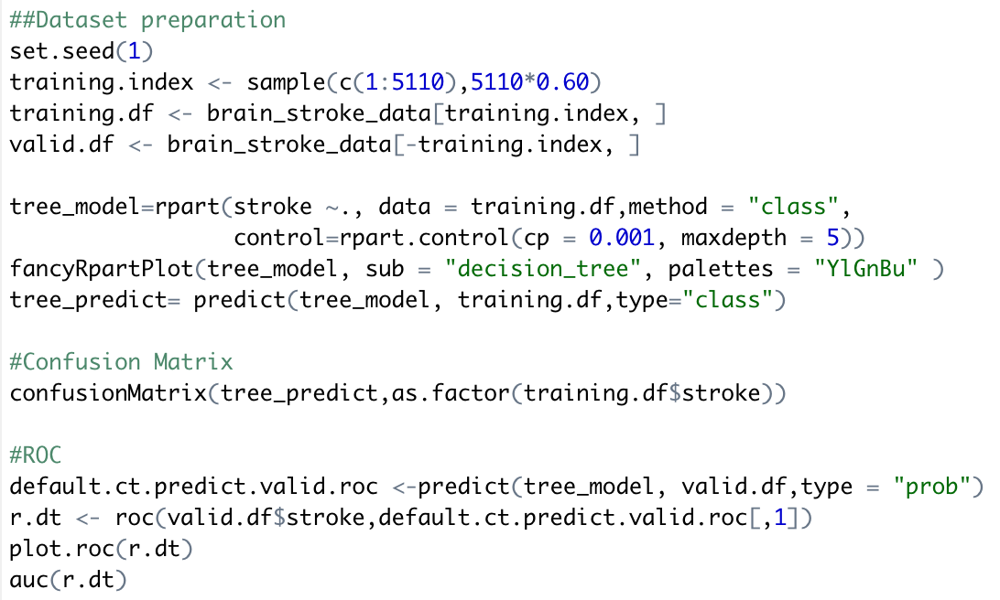 ##Dataset preparation
set.seed(1)
training.index <- sample(c(1:5110),5110*0.60)
training.df <- brain_stroke_data[training.index, ]
valid.df <- brain_stroke_data[-training.index, ]

tree_model=rpart(stroke ~., data = training.df,method = "class",
                 control=rpart.control(cp = 0.001, maxdepth = 5))
fancyRpartPlot(tree_model, sub = "decision_tree", palettes = "YlGnBu" )
tree_predict= predict(tree_model, training.df,type="class")

#Confusion Matrix
confusionMatrix(tree_predict,as.factor(training.df$stroke))

#ROC
default.ct.predict.valid.roc <-predict(tree_model, valid.df,type = "prob")
r.dt <- roc(valid.df$stroke,default.ct.predict.valid.roc[,1])
plot.roc(r.dt)
auc(r.dt)